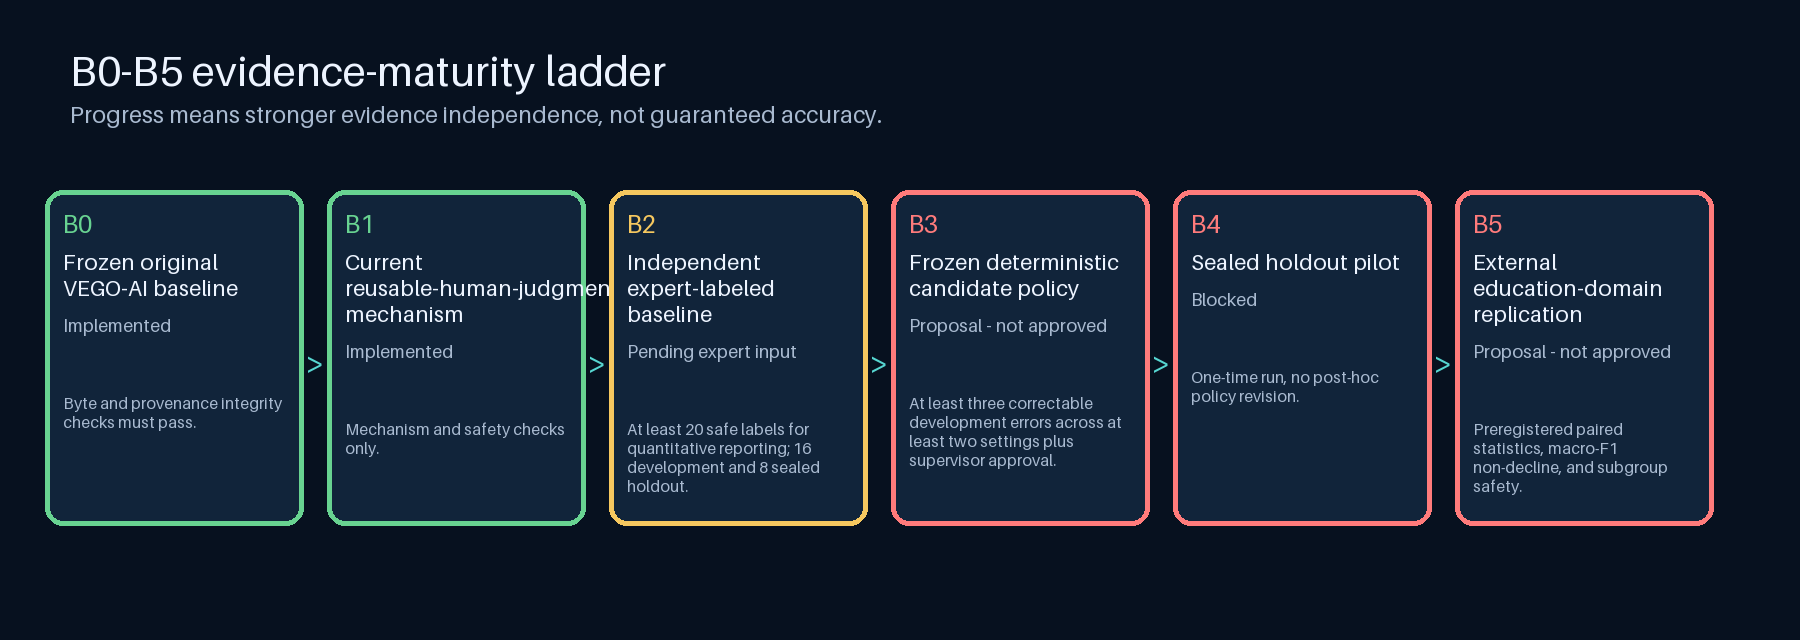 B0-B5 evidence-maturity ladder
Progress means stronger evidence independence, not guaranteed accuracy.
B0
Frozen original
VEGO-AI baseline
Implemented
Byte and provenance integrity
checks must pass.
>
B1
Current
reusable-human-judgmen
mechanism
Implemented
Mechanism and safety checks
only.
>
B2
Independent
expert-labeled
baseline
Pending expert input
At least 20 safe labels for
quantitative reporting; 16
development and 8 sealed
holdout.
>
B3
Frozen deterministic
candidate policy
Proposal - not approved
At least three correctable
development errors across at
least two settings plus
supervisor approval.
>
B4
Sealed holdout pilot
Blocked
One-time run, no post-hoc
policy revision.
>
B5
External
education-domain
replication
Proposal - not approved
Preregistered paired
statistics, macro-F1
non-decline, and subgroup
safety.